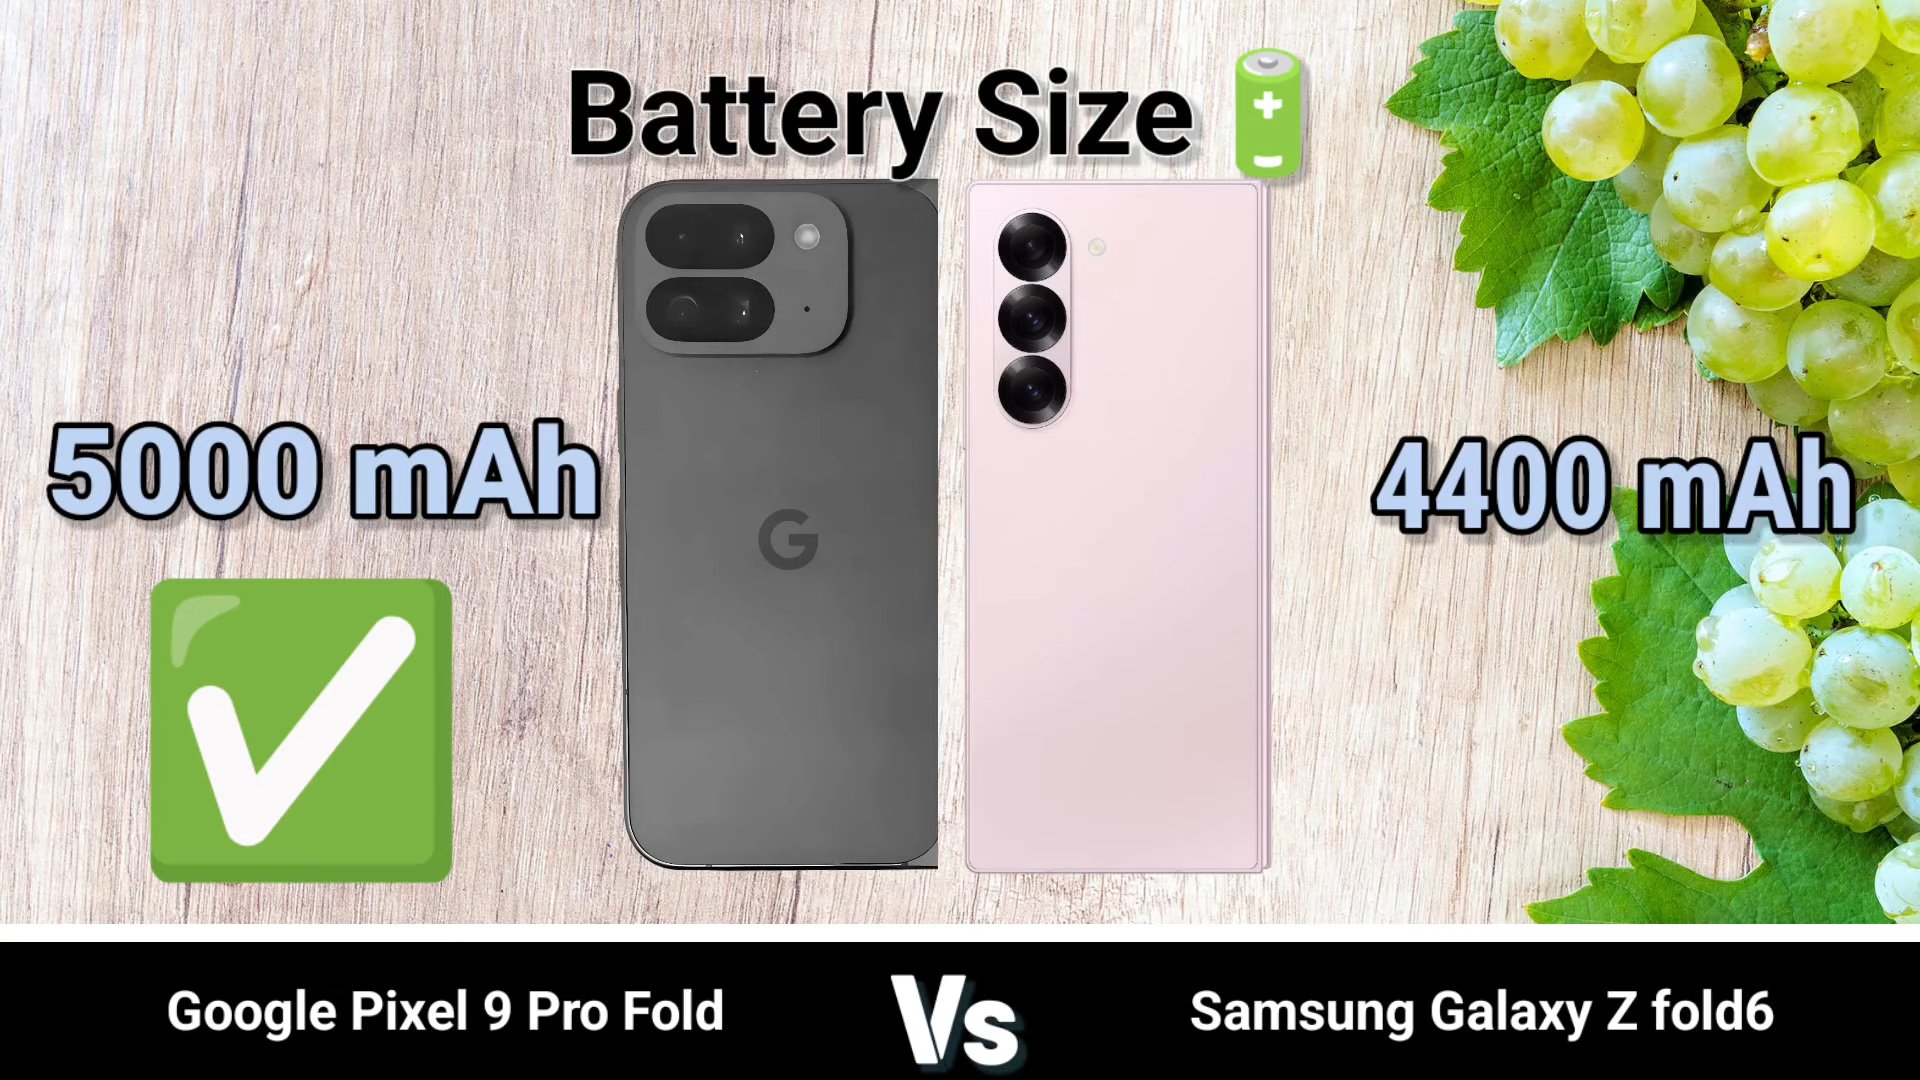 Battery Size
G
5000 mAh
4400 mAh
Google Pixel 9 Pro Fold
Vs
Samsung Galaxy Z fold6